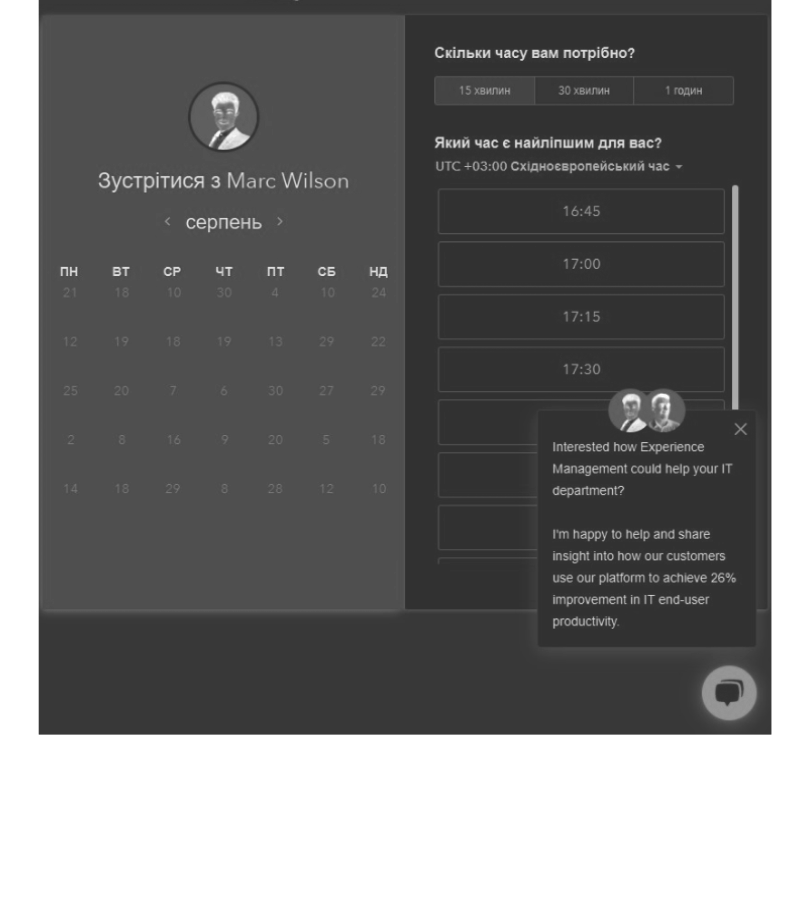 Зустрітися з Marc Wilson
серпень
ПН ВТ СР ЧТ ПТ СБ НД
21 18 10 30 4 10 24
12 19 18 19 13 29 22
25 20 7 6 30 27 29
2 8 16 9 20 5 18
14 18 29 8 28 12 10
Скільки часу вам потрібно?
15 хвилин 30 хвилин 1 годин
Який час є найліпшим для вас?
UTC +03:00 Східноєвропейський час
16:45
17:00
17:15
17:30
Interested how Experience
Management could help your IT
department?
I'm happy to help and share
insight into how our customers
use our platform to achieve 26%
improvement in IT end-user
productivity.